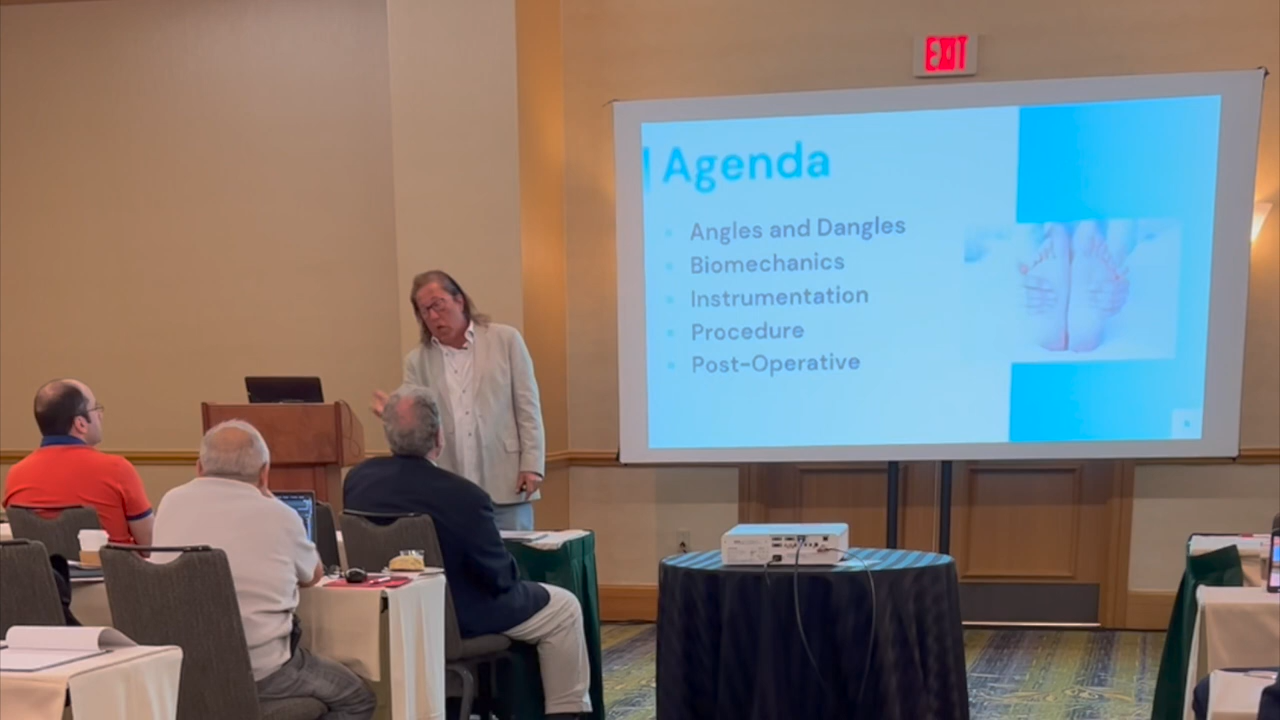 EXIT
Agenda
Angles and Dangles
Biomechanics
Instrumentation
Procedure
Post-Operative